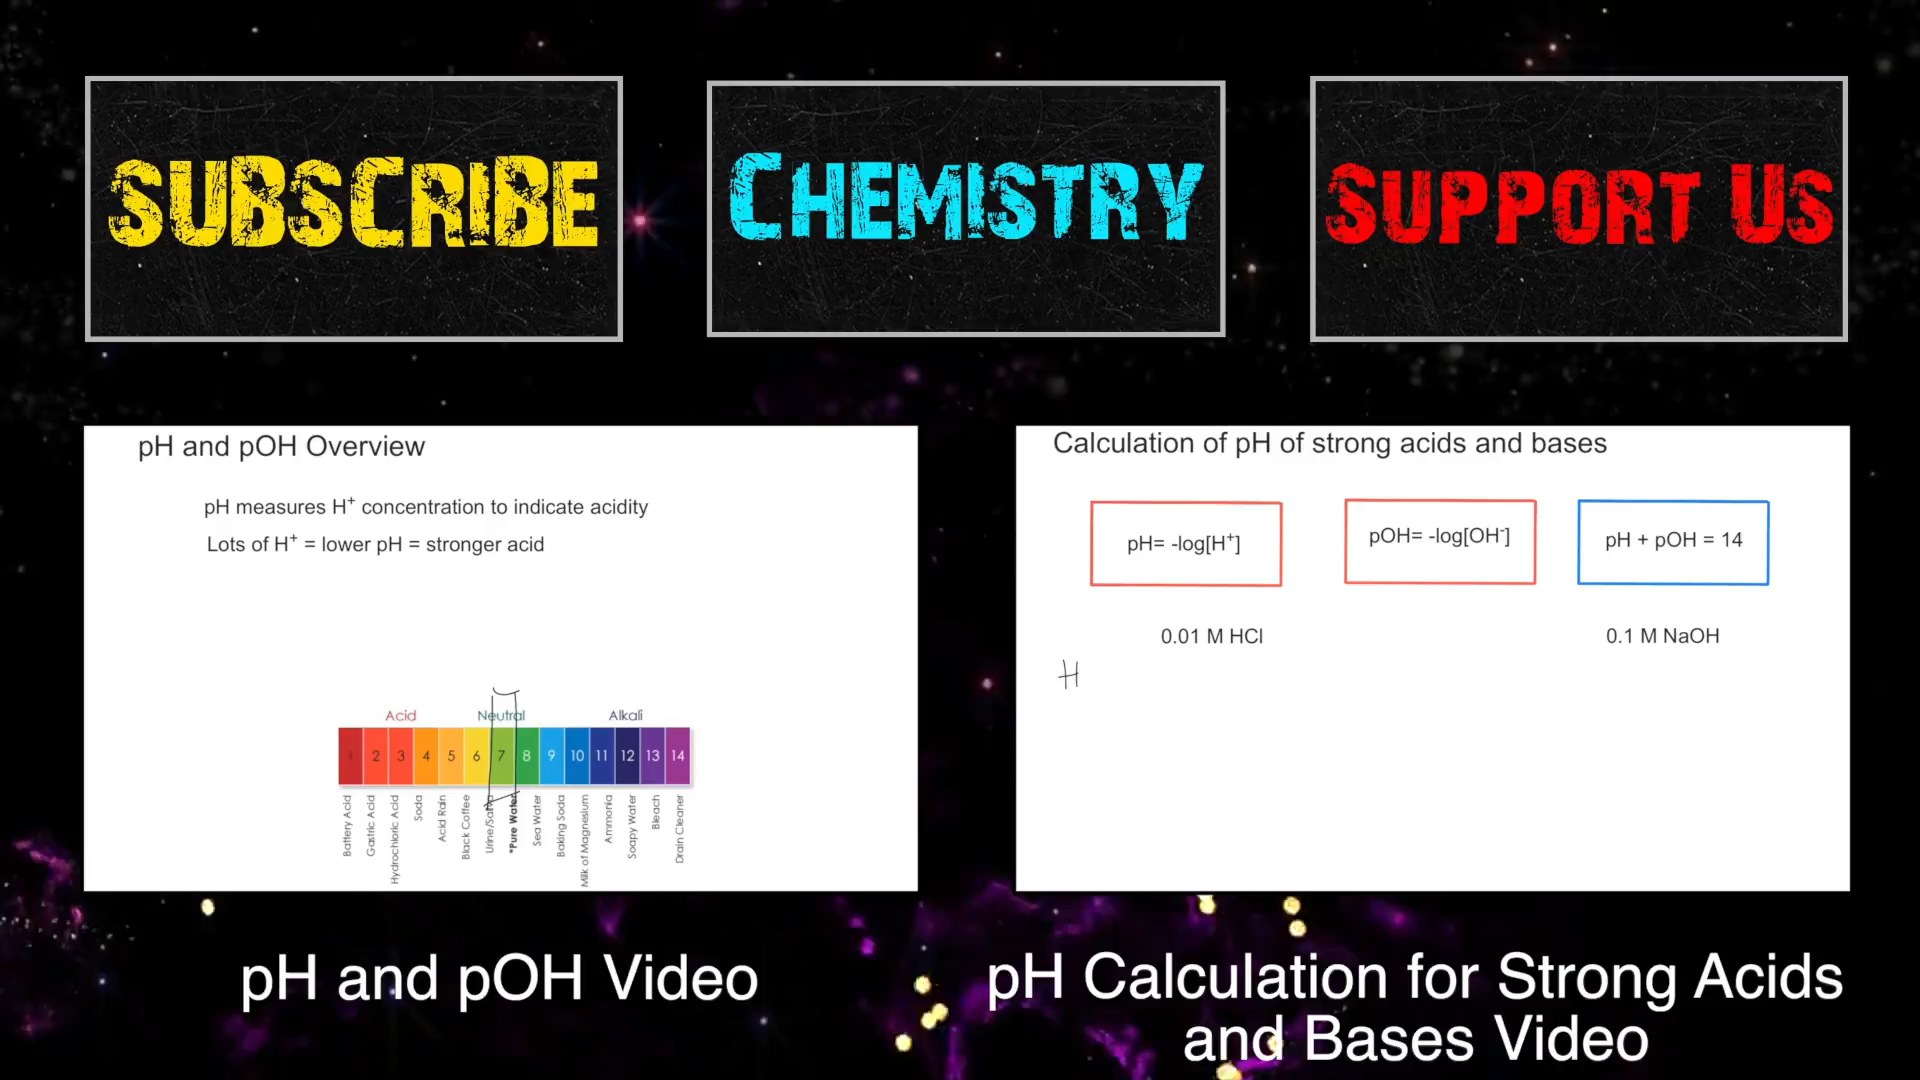 SUBSCRIBE
CHEMISTRY
SUPPORT US
pH and pOH Overview
pH measures H⁺ concentration to indicate acidity
Lots of H⁺ = lower pH = stronger acid
Acid Neutral Alkali
1 2 3 4 5 6 7 8 9 10 11 12 13 14
Battery Acid
Gastric Acid
Hydrochloric Acid
Soda
Acid Rain
Black Coffee
Urine/Saliva
*Pure Water
Sea Water
Baking Soda
Milk of Magnesium
Ammonia
Soapy Water
Bleach
Drain Cleaner
pH and pOH Video
Calculation of pH of strong acids and bases
pH= -log[H⁺]
pOH= -log[OH⁻]
pH + pOH = 14
0.01 M HCl
0.1 M NaOH
H
pH Calculation for Strong Acids
and Bases Video